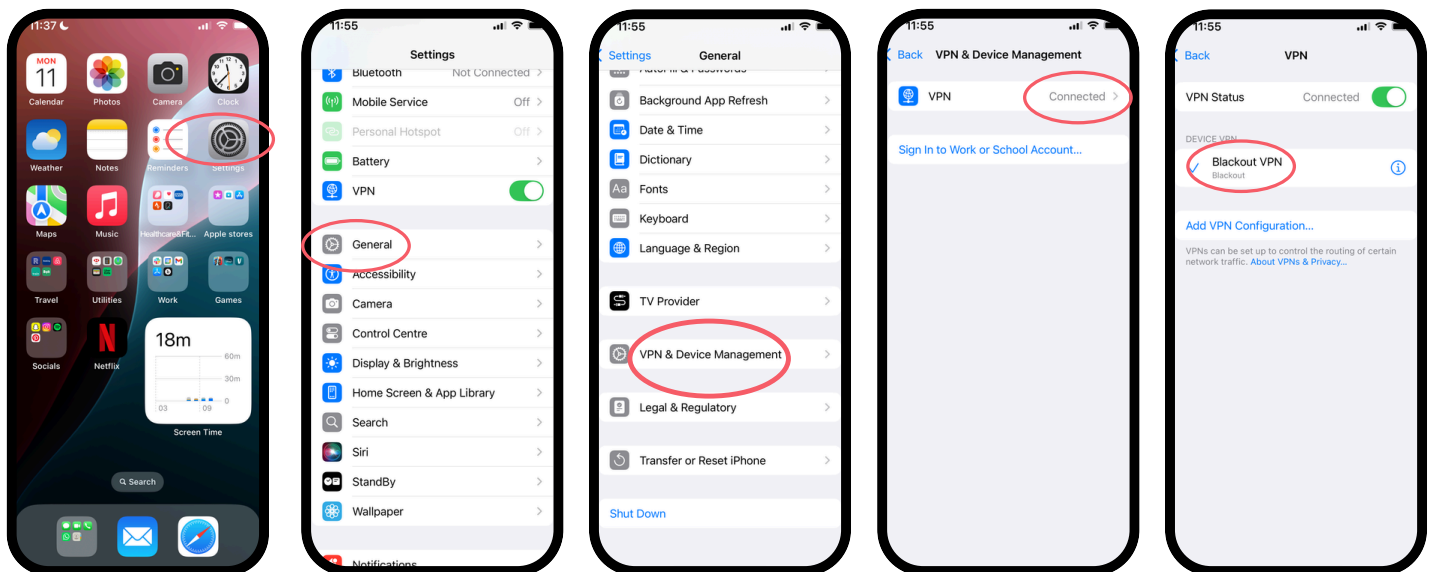 11:37
MON
11
Calendar
Photos
Camera
Clock
Weather
Notes
Reminders
Settings
Maps
Music
Healthcare&Fit...
Apple stores
Travel
Utilities
Work
Games
Socials
Netflix
18m
60m
30m
0
03 09
Screen Time
Search
11:55
Settings
Bluetooth Not Connected
Mobile Service Off
Personal Hotspot Off
Battery
VPN
General
Accessibility
Camera
Control Centre
Display & Brightness
Home Screen & App Library
Search
Siri
StandBy
Wallpaper
Notifications
11:55
Settings General
Background App Refresh
Date & Time
Dictionary
Aa Fonts
Keyboard
Language & Region
TV Provider
VPN & Device Management
Legal & Regulatory
Transfer or Reset iPhone
Shut Down
11:55
Back VPN & Device Management
VPN Connected
Sign In to Work or School Account...
11:55
Back VPN
VPN Status Connected
DEVICE VPN
Blackout VPN
Blackout
Add VPN Configuration...
VPNs can be set up to control the routing of certain
network traffic. About VPNs & Privacy...